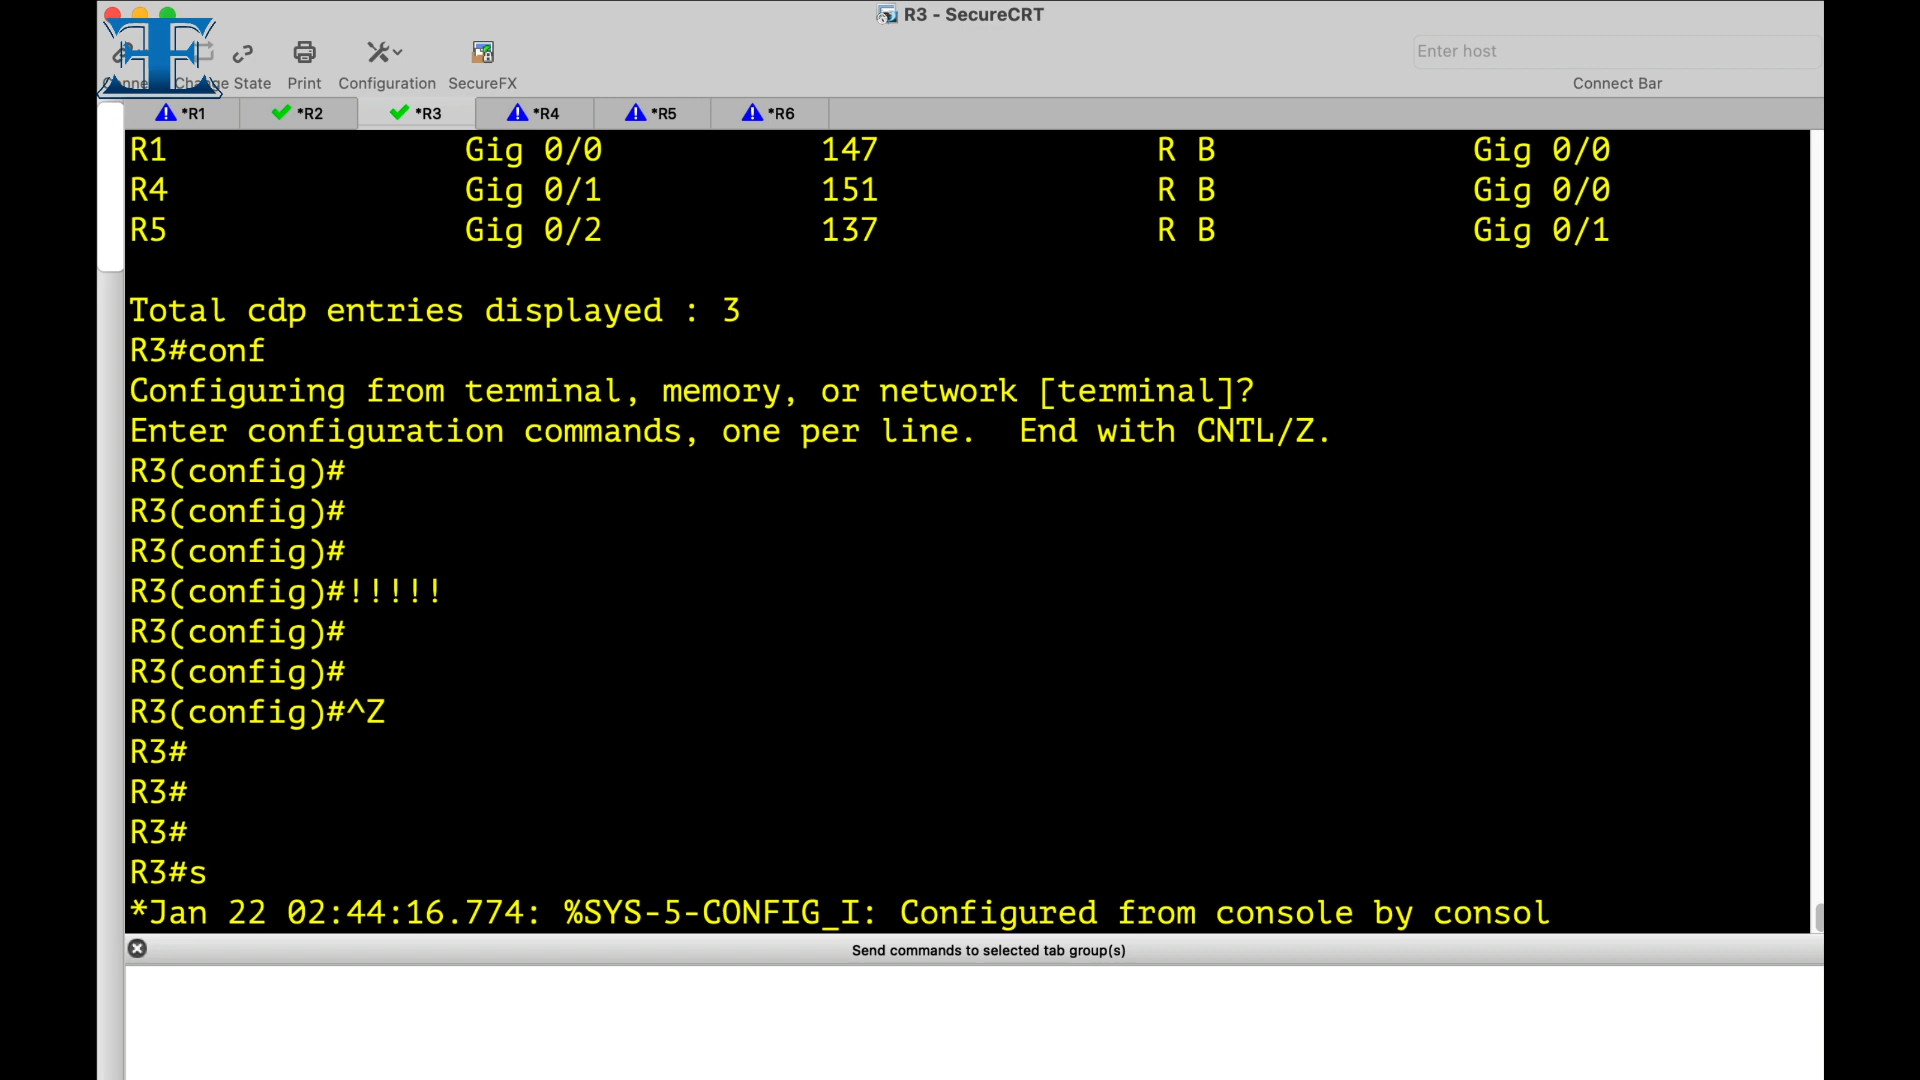 R3 - SecureCRT
Enter host
Change State Print Configuration SecureFX Connect Bar
*R1 *R2 *R3 *R4 *R5 *R6
R1 Gig 0/0 147 R B Gig 0/0
R4 Gig 0/1 151 R B Gig 0/0
R5 Gig 0/2 137 R B Gig 0/1
Total cdp entries displayed : 3
R3#conf
Configuring from terminal, memory, or network [terminal]?
Enter configuration commands, one per line.  End with CNTL/Z.
R3(config)#
R3(config)#
R3(config)#
R3(config)#!!!!!
R3(config)#
R3(config)#
R3(config)#^Z
R3#
R3#
R3#
R3#s
*Jan 22 02:44:16.774: %SYS-5-CONFIG_I: Configured from console by consol
Send commands to selected tab group(s)